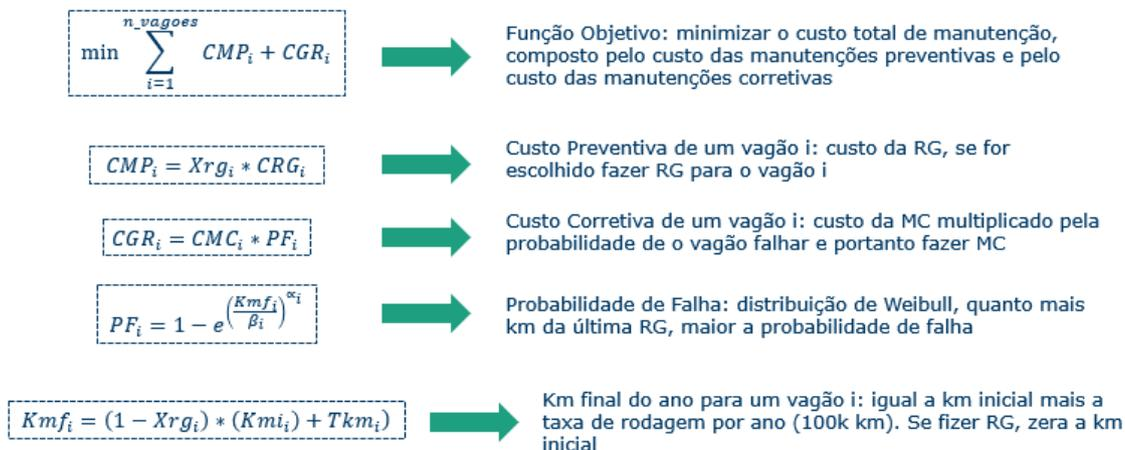 min ∑_{i=1}^{n_vagoes} CMP_i + CGR_i
Função Objetivo: minimizar o custo total de manutenção,
composto pelo custo das manutenções preventivas e pelo
custo das manutenções corretivas
CMP_i = Xrg_i * CRG_i
Custo Preventiva de um vagão i: custo da RG, se for
escolhido fazer RG para o vagão i
CGR_i = CMC_i * PF_i
Custo Corretiva de um vagão i: custo da MC multiplicado pela
probabilidade de o vagão falhar e portanto fazer MC
PF_i = 1 − e^{(Kmf_i/β_i)^{∝_i}}
Probabilidade de Falha: distribuição de Weibull, quanto mais
km da última RG, maior a probabilidade de falha
Kmf_i = (1 − Xrg_i) * (Kmi_i) + Tkm_i)
Km final do ano para um vagão i: igual a km inicial mais a
taxa de rodagem por ano (100k km). Se fizer RG, zera a km
inicial